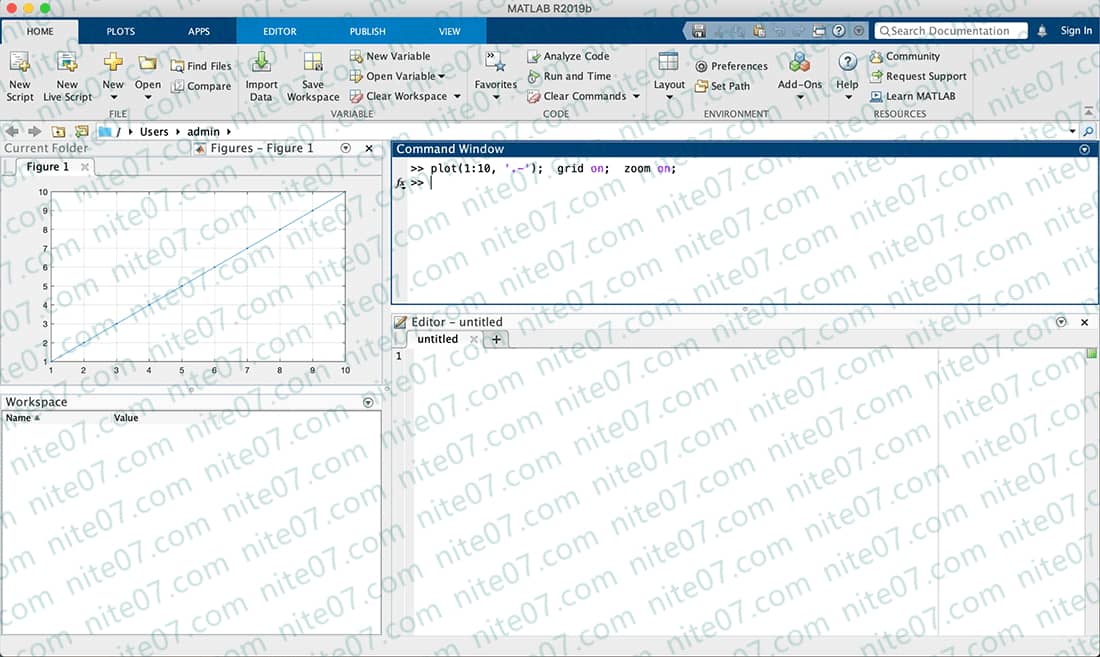 MATLAB R2019b
HOME PLOTS APPS EDITOR PUBLISH VIEW Search Documentation Sign In
New Script
New Live Script
New
Open
Find Files
Compare
FILE
Import Data
Save Workspace
New Variable
Open Variable
Clear Workspace
VARIABLE
Favorites
Analyze Code
Run and Time
Clear Commands
CODE
Layout
Preferences
Set Path
Add-Ons
ENVIRONMENT
Help
Community
Request Support
Learn MATLAB
RESOURCES
/ Users admin
Current Folder
Figures - Figure 1
Figure 1
10
9
8
7
6
5
4
3
2
1
1 2 3 4 5 6 7 8 9 10
Workspace
Name Value
Command Window
>> plot(1:10, '.-'); grid on; zoom on;
fx >>
Editor - untitled
untitled +
1
nite07.com